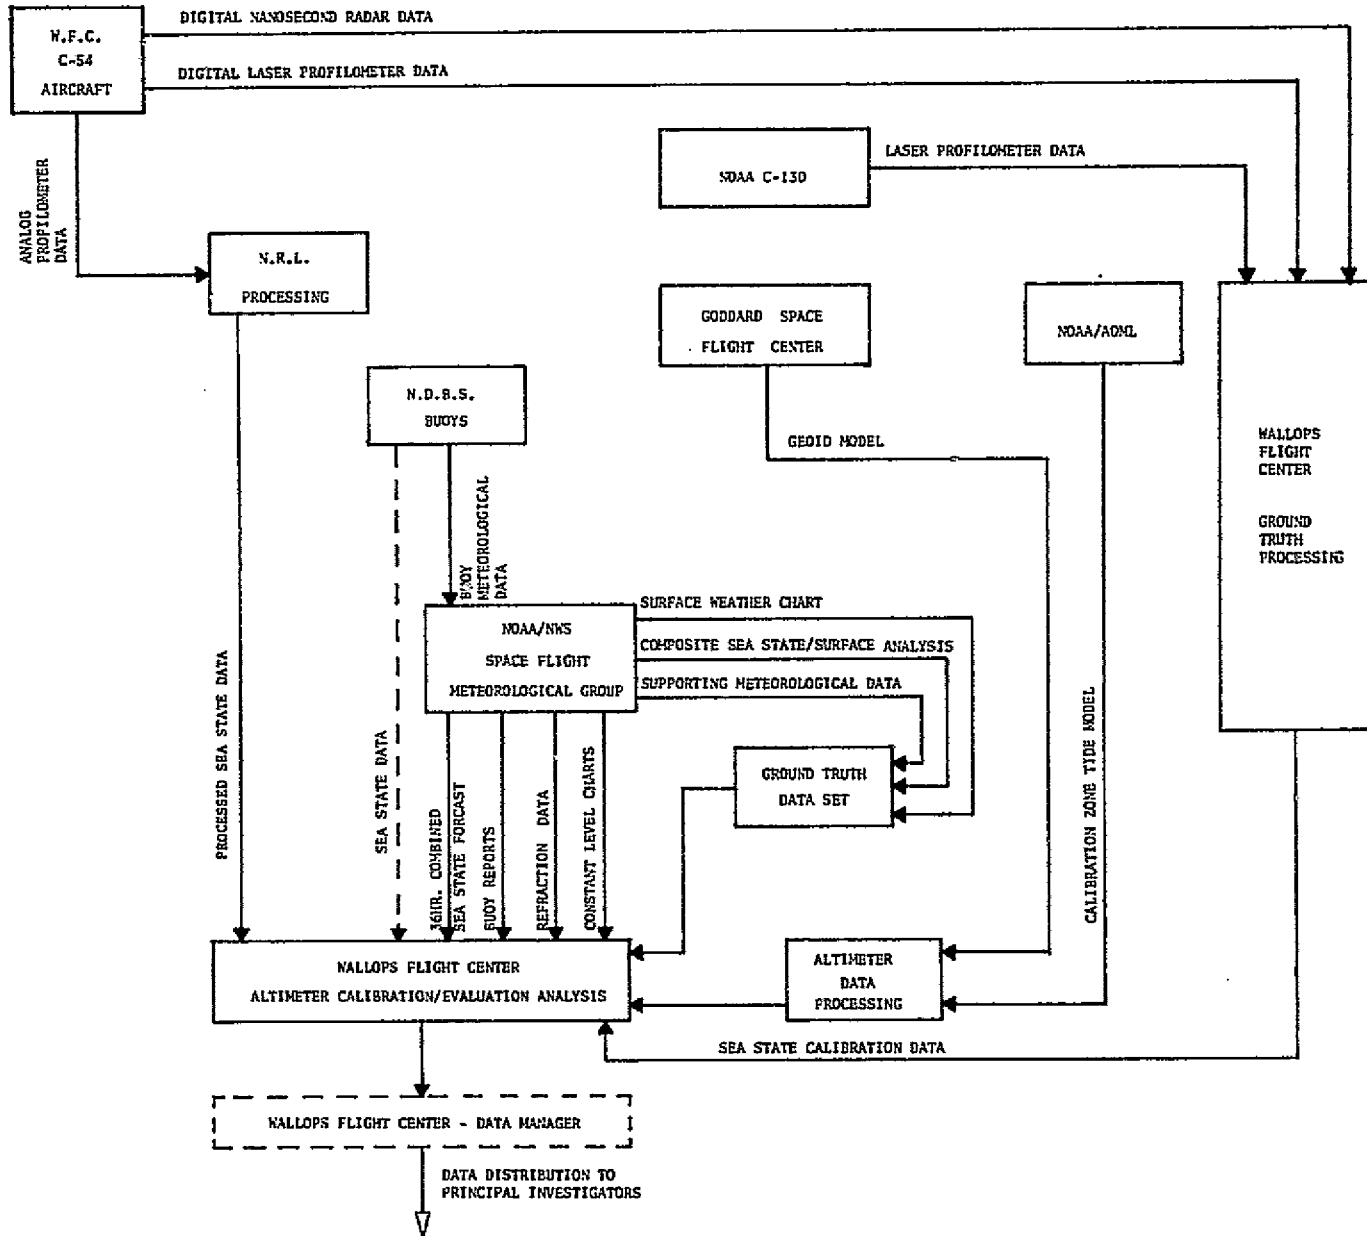 DIGITAL NANOSECOND RADAR DATA
W.F.C.
C-54
AIRCRAFT
DIGITAL LASER PROFILOMETER DATA
NOAA C-130
LASER PROFILOMETER DATA
ANALOG
PROFILOMETER
DATA
N.R.L.
PROCESSING
GODDARD SPACE
FLIGHT CENTER
NOAA/AOML
N.D.B.S.
BUOYS
GEOID MODEL
WALLOPS
FLIGHT
CENTER
GROUND
TRUTH
PROCESSING
BUOY
METEOROLOGICAL
DATA
NOAA/NWS
SPACE FLIGHT
METEOROLOGICAL GROUP
SURFACE WEATHER CHART
COMPOSITE SEA STATE/SURFACE ANALYSIS
SUPPORTING METEOROLOGICAL DATA
PROCESSED SEA STATE DATA
SEA STATE DATA
36HR. COMBINED
SEA STATE FORCAST
BUOY REPORTS
REFRACTION DATA
CONSTANT LEVEL CHARTS
GROUND TRUTH
DATA SET
CALIBRATION ZONE TIDE MODEL
WALLOPS FLIGHT CENTER
ALTIMETER CALIBRATION/EVALUATION ANALYSIS
ALTIMETER
DATA
PROCESSING
SEA STATE CALIBRATION DATA
WALLOPS FLIGHT CENTER - DATA MANAGER
DATA DISTRIBUTION TO
PRINCIPAL INVESTIGATORS